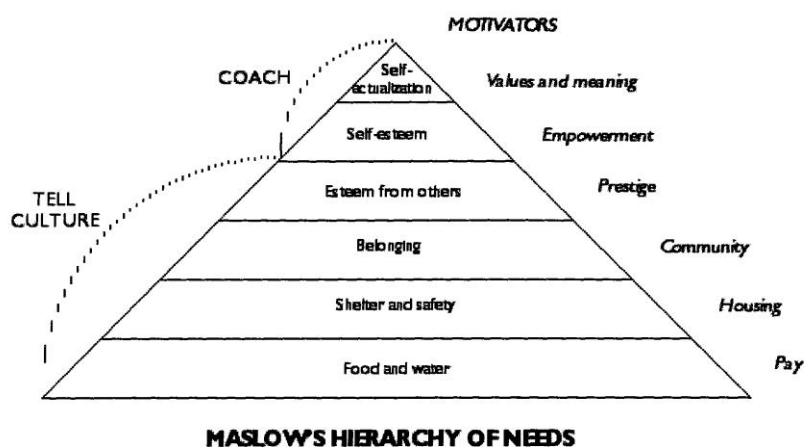 MOTIVATORS
COACH
Self-
actualization
Values and meaning
Self-esteem
Empowerment
TELL
CULTURE
Esteem from others
Prestige
Belonging
Community
Shelter and safety
Housing
Food and water
Pay
MASLOW'S HIERARCHY OF NEEDS